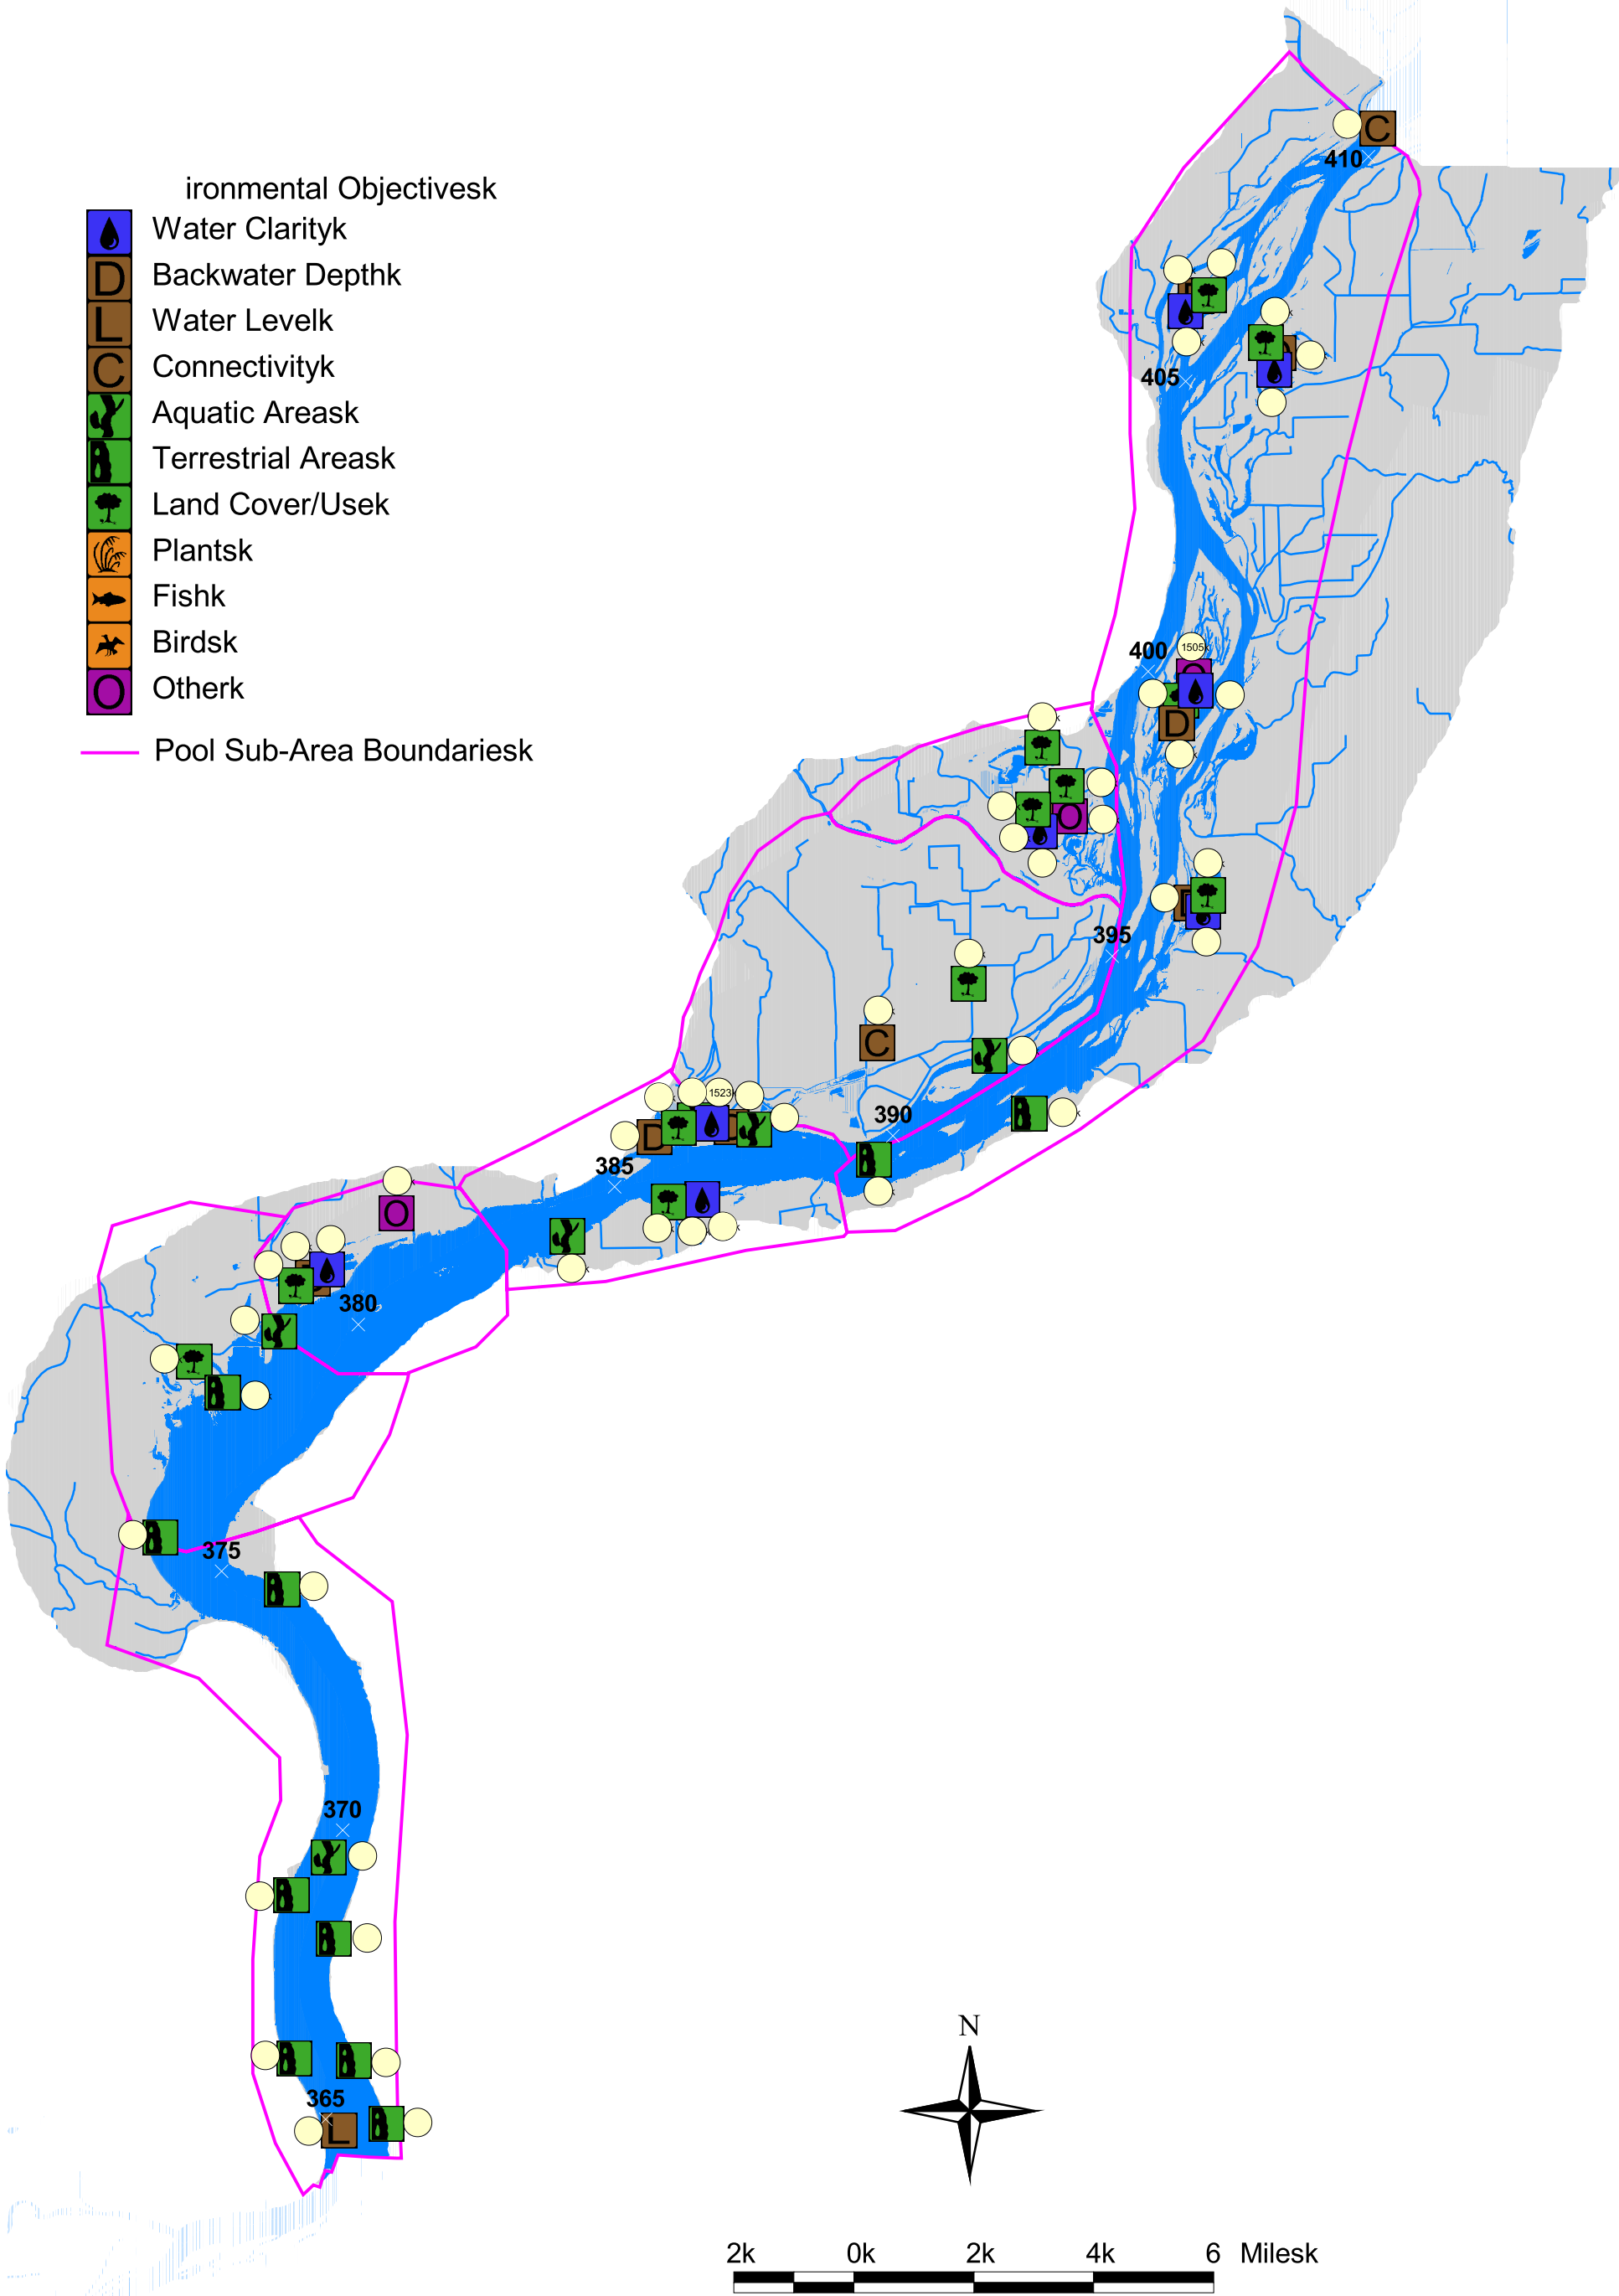 ironmental Objectivesk
Water Clarityk
D Backwater Depthk
L Water Levelk
C Connectivityk
Aquatic Areask
Terrestrial Areask
Land Cover/Usek
Plantsk
Fishk
Birdsk
O Otherk
Pool Sub-Area Boundariesk
C
410
405
400
1505k
D
O
395
C
1523k
D
390
385
O
380
375
370
365
L
N
2k 0k 2k 4k 6 Milesk